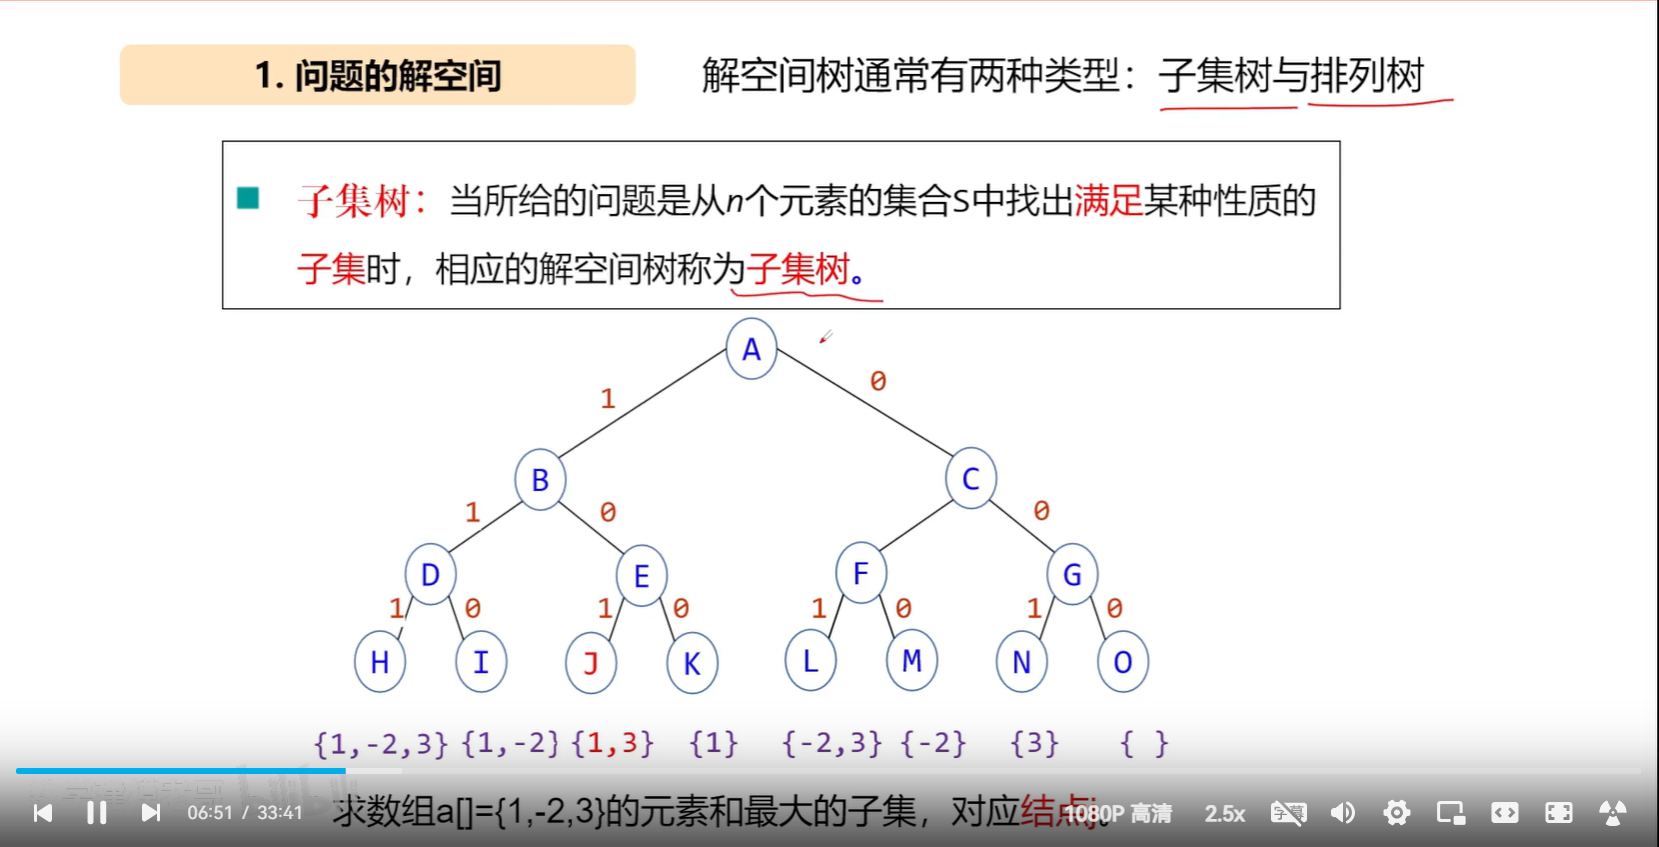 1. 问题的解空间
解空间树通常有两种类型：子集树与排列树
子集树：当所给的问题是从n个元素的集合S中找出满足某种性质的
子集时，相应的解空间树称为子集树。
A
1 0
B C
1 0 0
D E F G
1 0 1 0 1 0 1 0
H I J K L M N O
{1,-2,3} {1,-2} {1,3} {1} {-2,3} {-2} {3} { }
求数组a[]={1,-2,3}的元素和最大的子集，对应结点j。
06:51 / 33:41
1080P 高清
2.5x
字幕